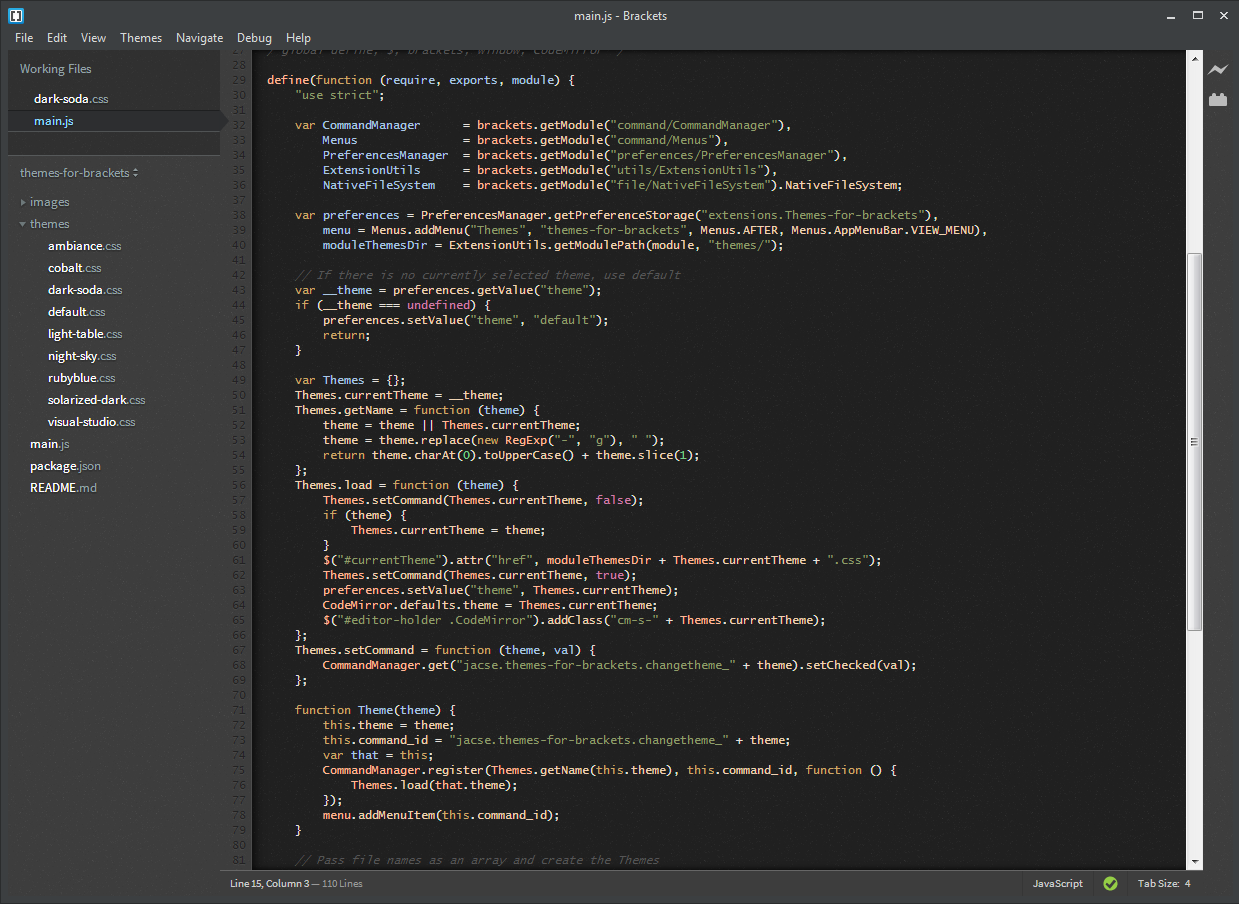 main.js - Brackets
File Edit View Themes Navigate Debug Help
Working Files
dark-soda.css
main.js
themes-for-brackets
images
themes
ambiance.css
cobalt.css
dark-soda.css
default.css
light-table.css
night-sky.css
rubyblue.css
solarized-dark.css
visual-studio.css
main.js
package.json
README.md
27 /*global define, $, brackets, window, CodeMirror */
28
29 define(function (require, exports, module) {
30     "use strict";
31
32     var CommandManager      = brackets.getModule("command/CommandManager"),
33         Menus               = brackets.getModule("command/Menus"),
34         PreferencesManager  = brackets.getModule("preferences/PreferencesManager"),
35         ExtensionUtils      = brackets.getModule("utils/ExtensionUtils"),
36         NativeFileSystem    = brackets.getModule("file/NativeFileSystem").NativeFileSystem;
37
38     var preferences = PreferencesManager.getPreferenceStorage("extensions.Themes-for-brackets"),
39         menu = Menus.addMenu("Themes", "themes-for-brackets", Menus.AFTER, Menus.AppMenuBar.VIEW_MENU),
40         moduleThemesDir = ExtensionUtils.getModulePath(module, "themes/");
41
42     // If there is no currently selected theme, use default
43     var __theme = preferences.getValue("theme");
44     if (__theme === undefined) {
45         preferences.setValue("theme", "default");
46         return;
47     }
48
49     var Themes = {};
50     Themes.currentTheme = __theme;
51     Themes.getName = function (theme) {
52         theme = theme || Themes.currentTheme;
53         theme = theme.replace(new RegExp("-", "g"), " ");
54         return theme.charAt(0).toUpperCase() + theme.slice(1);
55     };
56     Themes.load = function (theme) {
57         Themes.setCommand(Themes.currentTheme, false);
58         if (theme) {
59             Themes.currentTheme = theme;
60         }
61         $("#currentTheme").attr("href", moduleThemesDir + Themes.currentTheme + ".css");
62         Themes.setCommand(Themes.currentTheme, true);
63         preferences.setValue("theme", Themes.currentTheme);
64         CodeMirror.defaults.theme = Themes.currentTheme;
65         $("#editor-holder .CodeMirror").addClass("cm-s-" + Themes.currentTheme);
66     };
67     Themes.setCommand = function (theme, val) {
68         CommandManager.get("jacse.themes-for-brackets.changetheme_" + theme).setChecked(val);
69     };
70
71     function Theme(theme) {
72         this.theme = theme;
73         this.command_id = "jacse.themes-for-brackets.changetheme_" + theme;
74         var that = this;
75         CommandManager.register(Themes.getName(this.theme), this.command_id, function () {
76             Themes.load(that.theme);
77         });
78         menu.addMenuItem(this.command_id);
79     }
80
81     // Pass file names as an array and create the Themes
Line 15, Column 3 — 110 Lines
JavaScript
Tab Size: 4